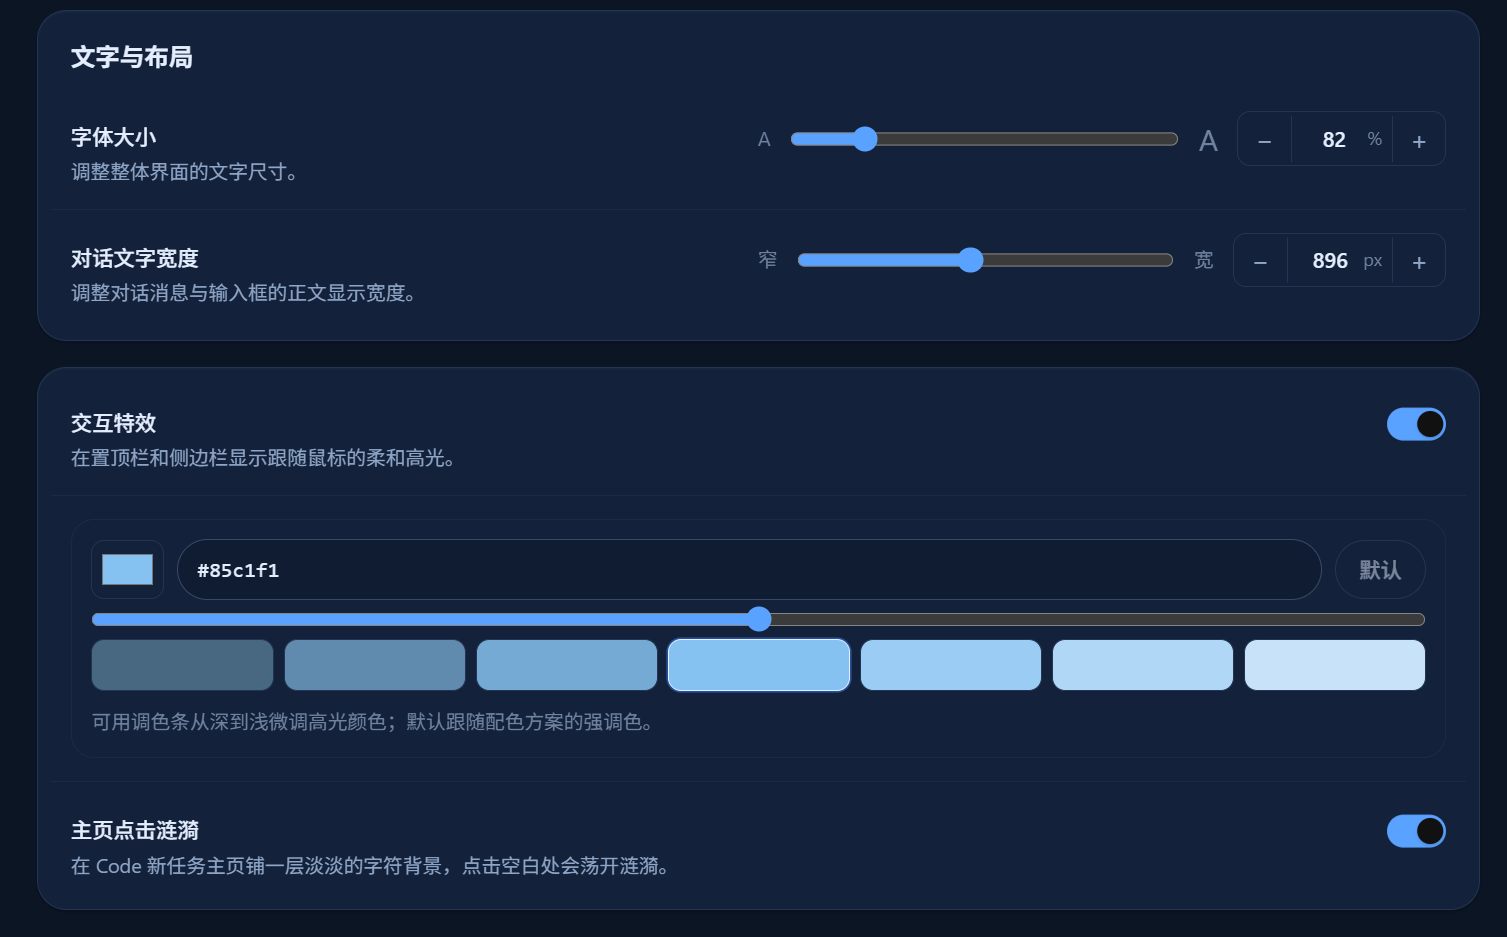 文字与布局
字体大小
A A － 82 % ＋
调整整体界面的文字尺寸。
对话文字宽度
窄 宽 － 896 px ＋
调整对话消息与输入框的正文显示宽度。
交互特效
在置顶栏和侧边栏显示跟随鼠标的柔和高光。
#85c1f1 默认
可用调色条从深到浅微调高光颜色；默认跟随配色方案的强调色。
主页点击涟漪
在 Code 新任务主页铺一层淡淡的字符背景，点击空白处会荡开涟漪。